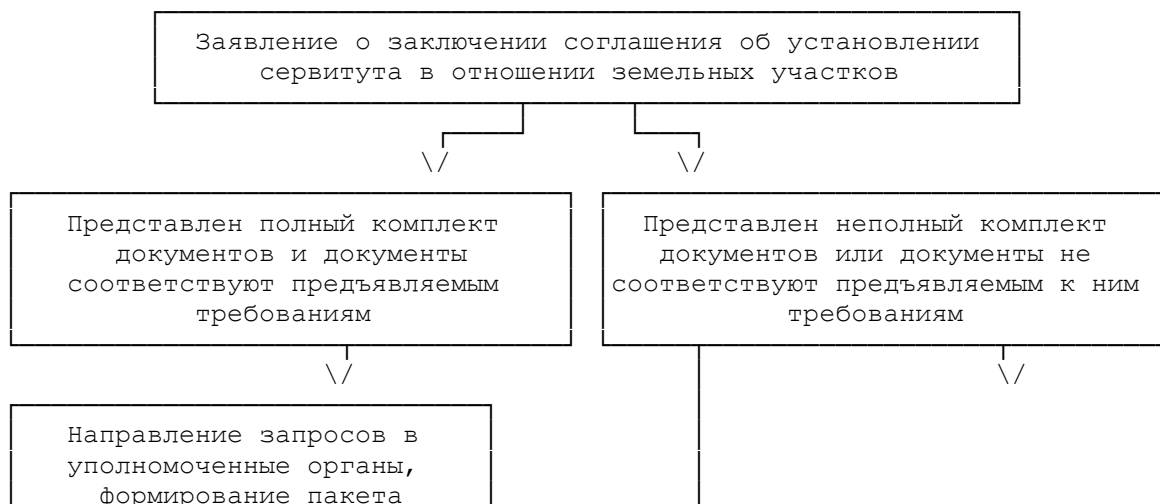 Заявление о заключении соглашения об установлении
сервитута в отношении земельных участков
Представлен полный комплект
документов и документы
соответствуют предъявляемым
требованиям
Представлен неполный комплект
документов или документы не
соответствуют предъявляемым к ним
требованиям
Направление запросов в
уполномоченные органы,
формирование пакета